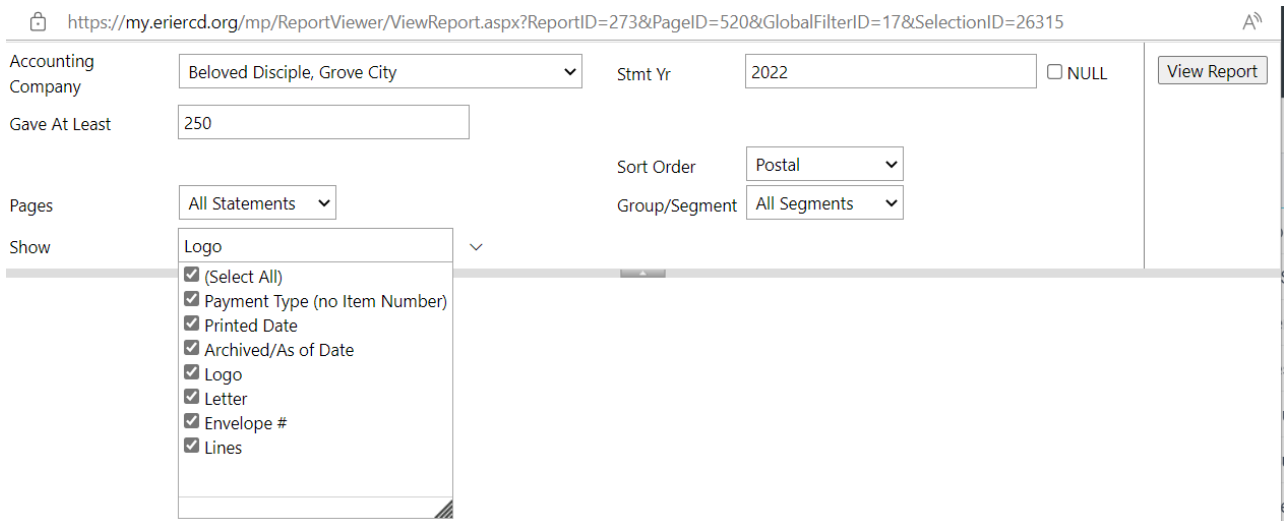 https://my.eriercd.org/mp/ReportViewer/ViewReport.aspx?ReportID=273&PageID=520&GlobalFilterID=17&SelectionID=26315 A
Accounting Company Beloved Disciple, Grove City Stmt Yr 2022 NULL View Report
Gave At Least 250
Sort Order Postal
Pages All Statements Group/Segment All Segments
Show Logo
(Select All)
Payment Type (no Item Number)
Printed Date
Archived/As of Date
Logo
Letter
Envelope #
Lines